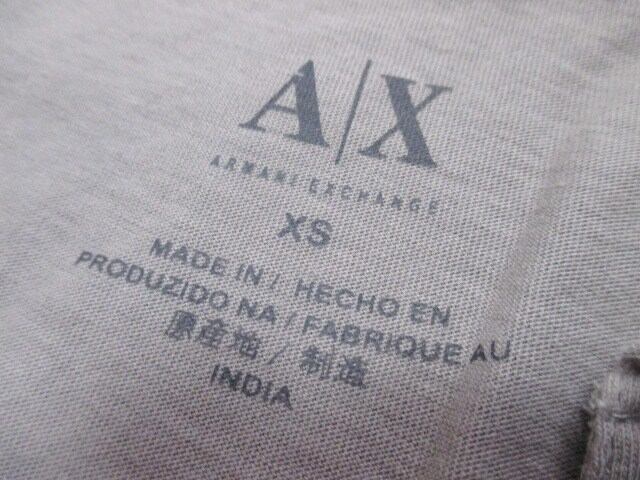 A|X
ARMANI EXCHANGE
XS
MADE IN / HECHO EN
PRODUZIDO NA / FABRIQUE AU
原産地 / 制造
INDIA